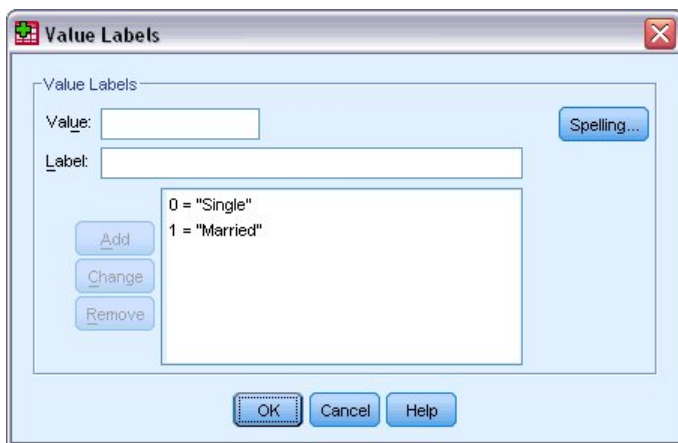 Value Labels
Value Labels
Value:
Spelling...
Label:
0 = "Single"
1 = "Married"
Add
Change
Remove
OK
Cancel
Help